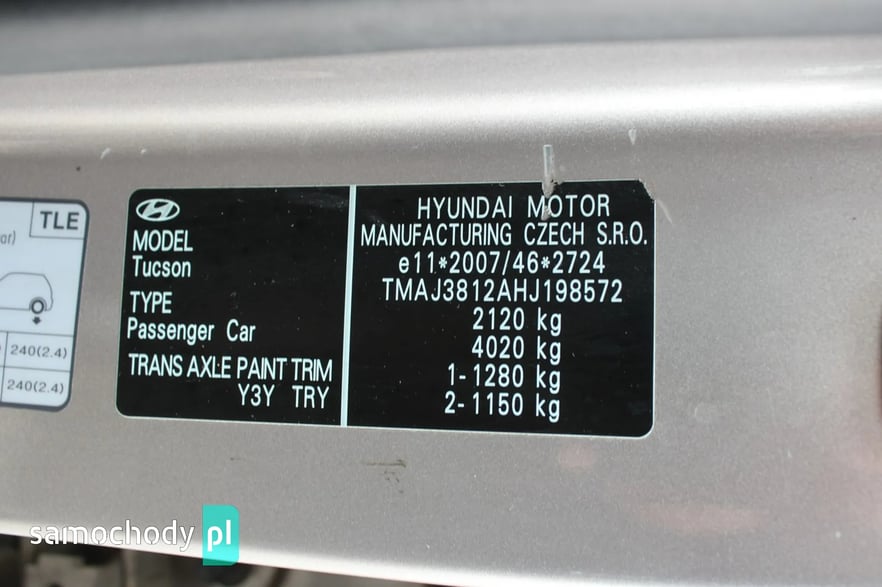 TLE
240(2.4)
240(2.4)
MODEL
Tucson
TYPE
Passenger Car
TRANS AXLE PAINT TRIM
Y3Y TRY
HYUNDAI MOTOR
MANUFACTURING CZECH S.R.O.
e11*2007/46*2724
TMAJ3812AHJ198572
2120 kg
4020 kg
1- 1280 kg
2- 1150 kg
samochody pl